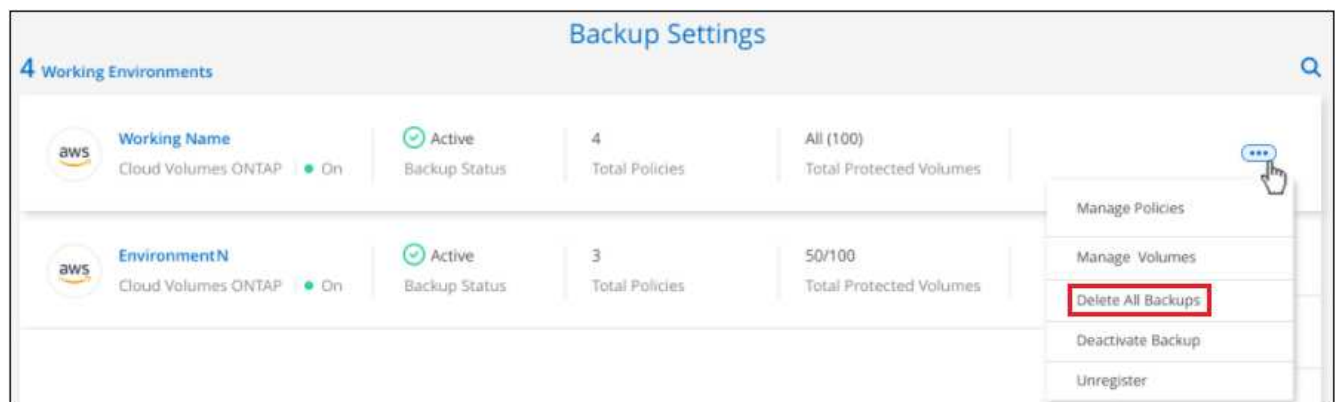 Backup Settings
4 Working Environments
aws
Working Name
Cloud Volumes ONTAP
On
Active
Backup Status
4
Total Policies
All (100)
Total Protected Volumes
Manage Policies
Manage Volumes
Delete All Backups
Deactivate Backup
Unregister
aws
EnvironmentN
Cloud Volumes ONTAP
On
Active
Backup Status
3
Total Policies
50/100
Total Protected Volumes